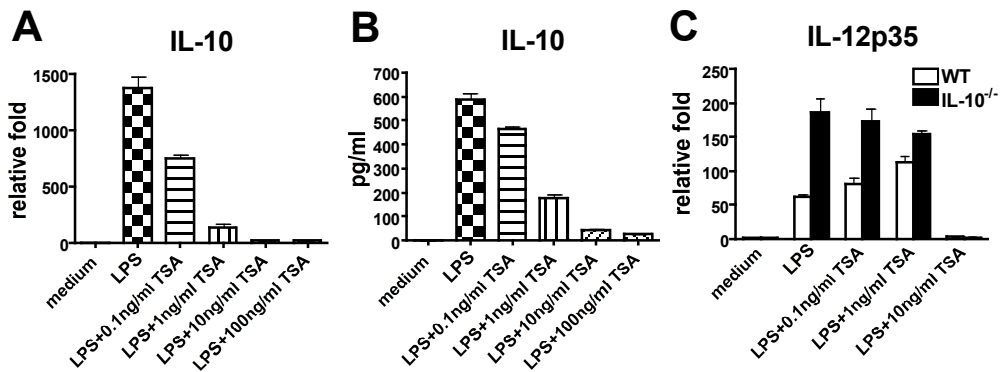 A
IL-10
relative fold
1500
1000
500
0
medium
LPS
LPS+0.1ng/ml TSA
LPS+1ng/ml TSA
LPS+10ng/ml TSA
LPS+100ng/ml TSA
B
IL-10
pg/ml
700
600
500
400
300
200
100
0
medium
LPS
LPS+0.1ng/ml TSA
LPS+1ng/ml TSA
LPS+10ng/ml TSA
LPS+100ng/ml TSA
C
IL-12p35
relative fold
250
200
150
100
50
0
WT
IL-10-/-
medium
LPS
LPS+0.1ng/ml TSA
LPS+1ng/ml TSA
LPS+10ng/ml TSA